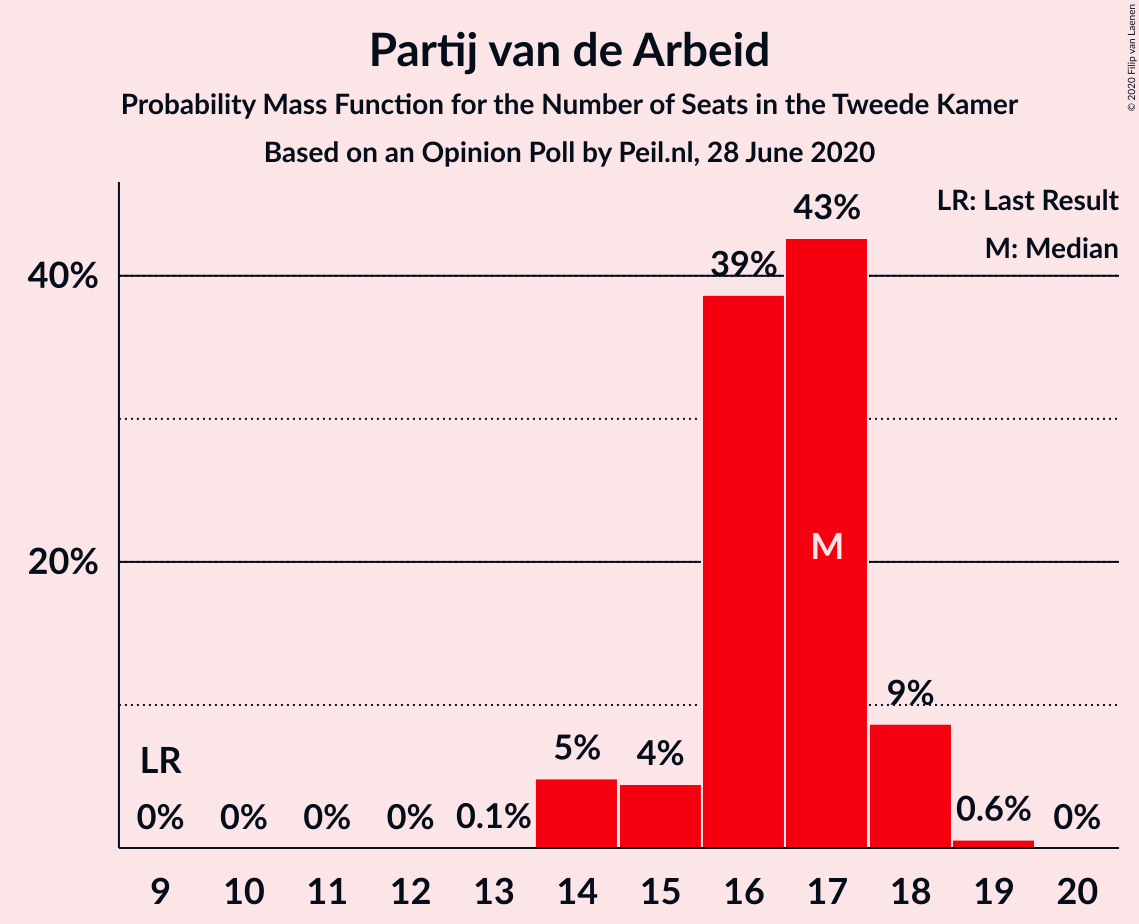 Partij van de Arbeid
Probability Mass Function for the Number of Seats in the Tweede Kamer
Based on an Opinion Poll by Peil.nl, 28 June 2020
© 2020 Filip van Laenen
LR: Last Result
M: Median
43%
39%
40%
20%
M
9%
5%
4%
LR
0%
0%
0%
0%
0.1%
0.6%
0%
9 10 11 12 13 14 15 16 17 18 19 20